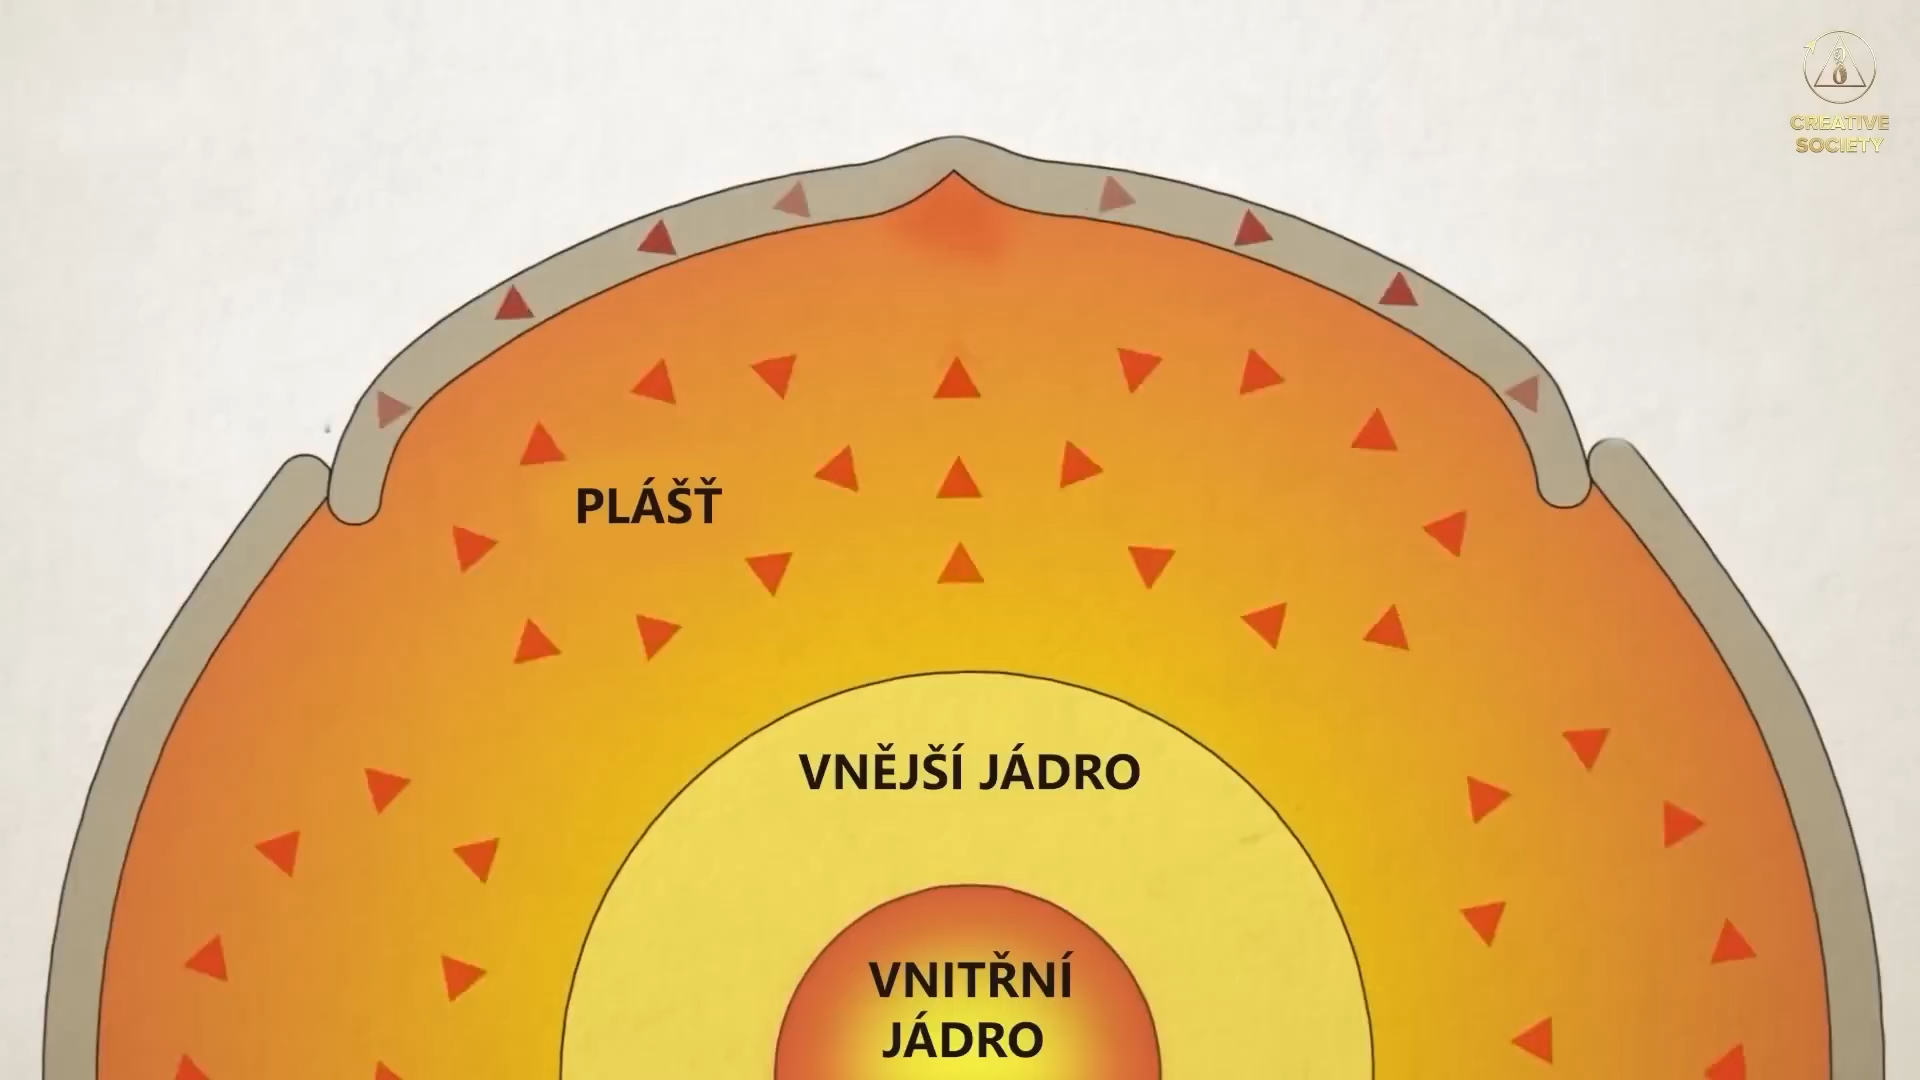 CREATIVE
SOCIETY
PLÁŠŤ
VNĚJŠÍ JÁDRO
VNITŘNÍ
JÁDRO